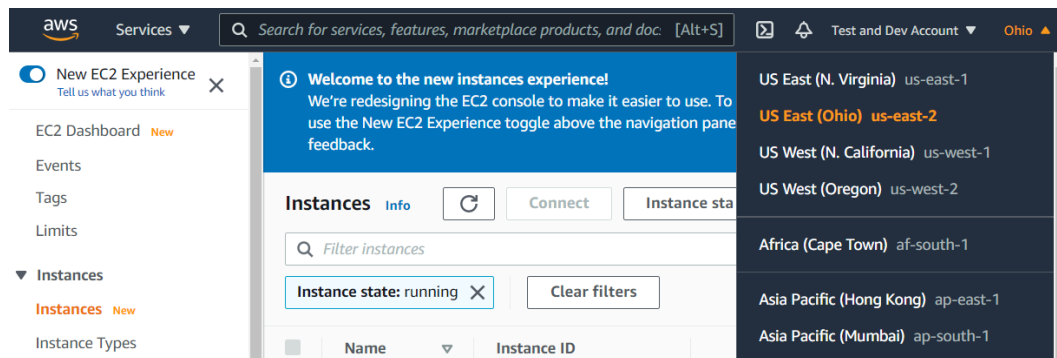 aws Services ▼ Search for services, features, marketplace products, and doc: [Alt+S] Test and Dev Account ▼ Ohio ▲
New EC2 Experience
Tell us what you think
EC2 Dashboard New
Events
Tags
Limits
▼ Instances
Instances New
Instance Types
Welcome to the new instances experience!
We're redesigning the EC2 console to make it easier to use. To
use the New EC2 Experience toggle above the navigation pane
feedback.
Instances Info Connect Instance sta
Filter instances
Instance state: running Clear filters
Name Instance ID
US East (N. Virginia) us-east-1
US East (Ohio) us-east-2
US West (N. California) us-west-1
US West (Oregon) us-west-2
Africa (Cape Town) af-south-1
Asia Pacific (Hong Kong) ap-east-1
Asia Pacific (Mumbai) ap-south-1